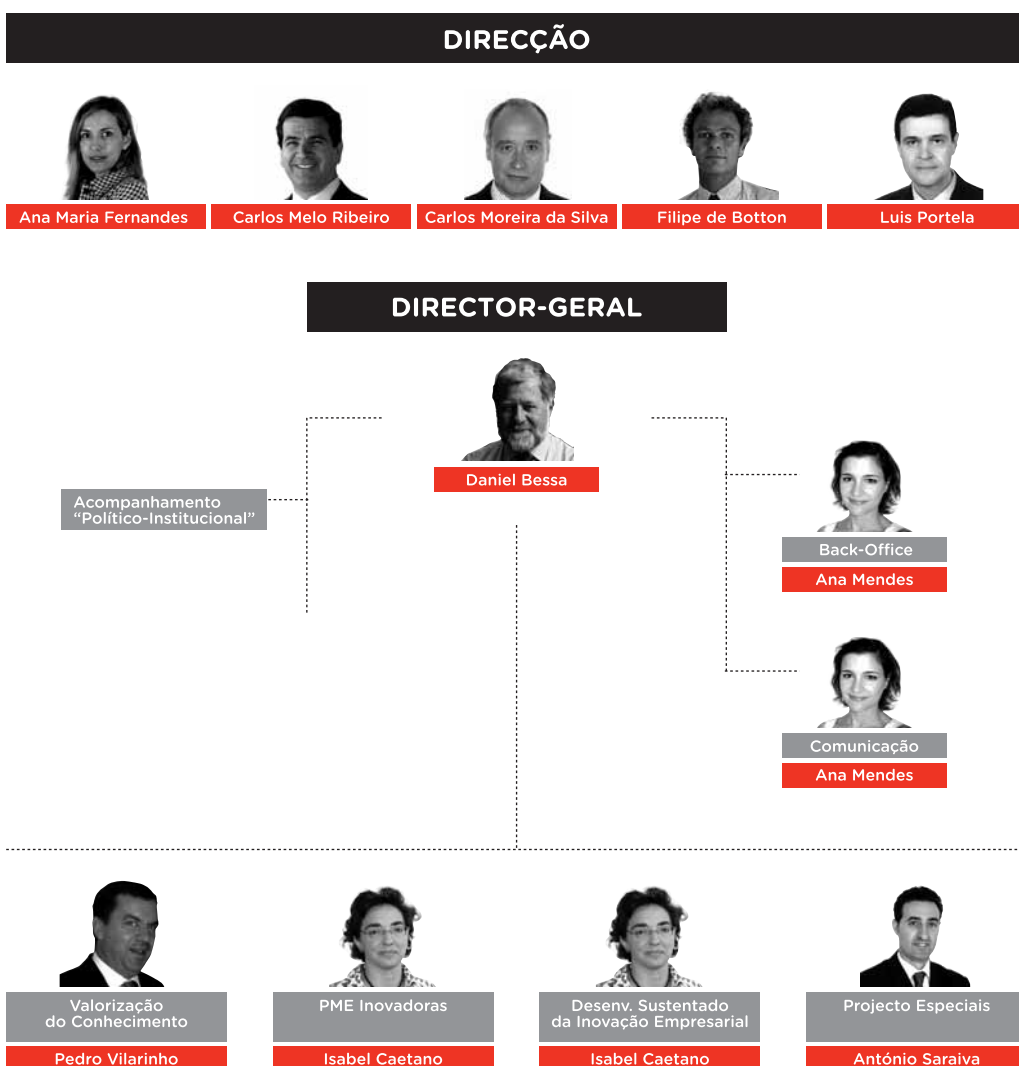 DIRECÇÃO
Ana Maria Fernandes
Carlos Melo Ribeiro
Carlos Moreira da Silva
Filipe de Botton
Luis Portela
DIRECTOR-GERAL
Daniel Bessa
Acompanhamento
“Político-Institucional”
Back-Office
Ana Mendes
Comunicação
Ana Mendes
Valorização
do Conhecimento
Pedro Vilarinho
PME Inovadoras
Isabel Caetano
Desenv. Sustentado
da Inovação Empresarial
Isabel Caetano
Projecto Especiais
António Saraiva